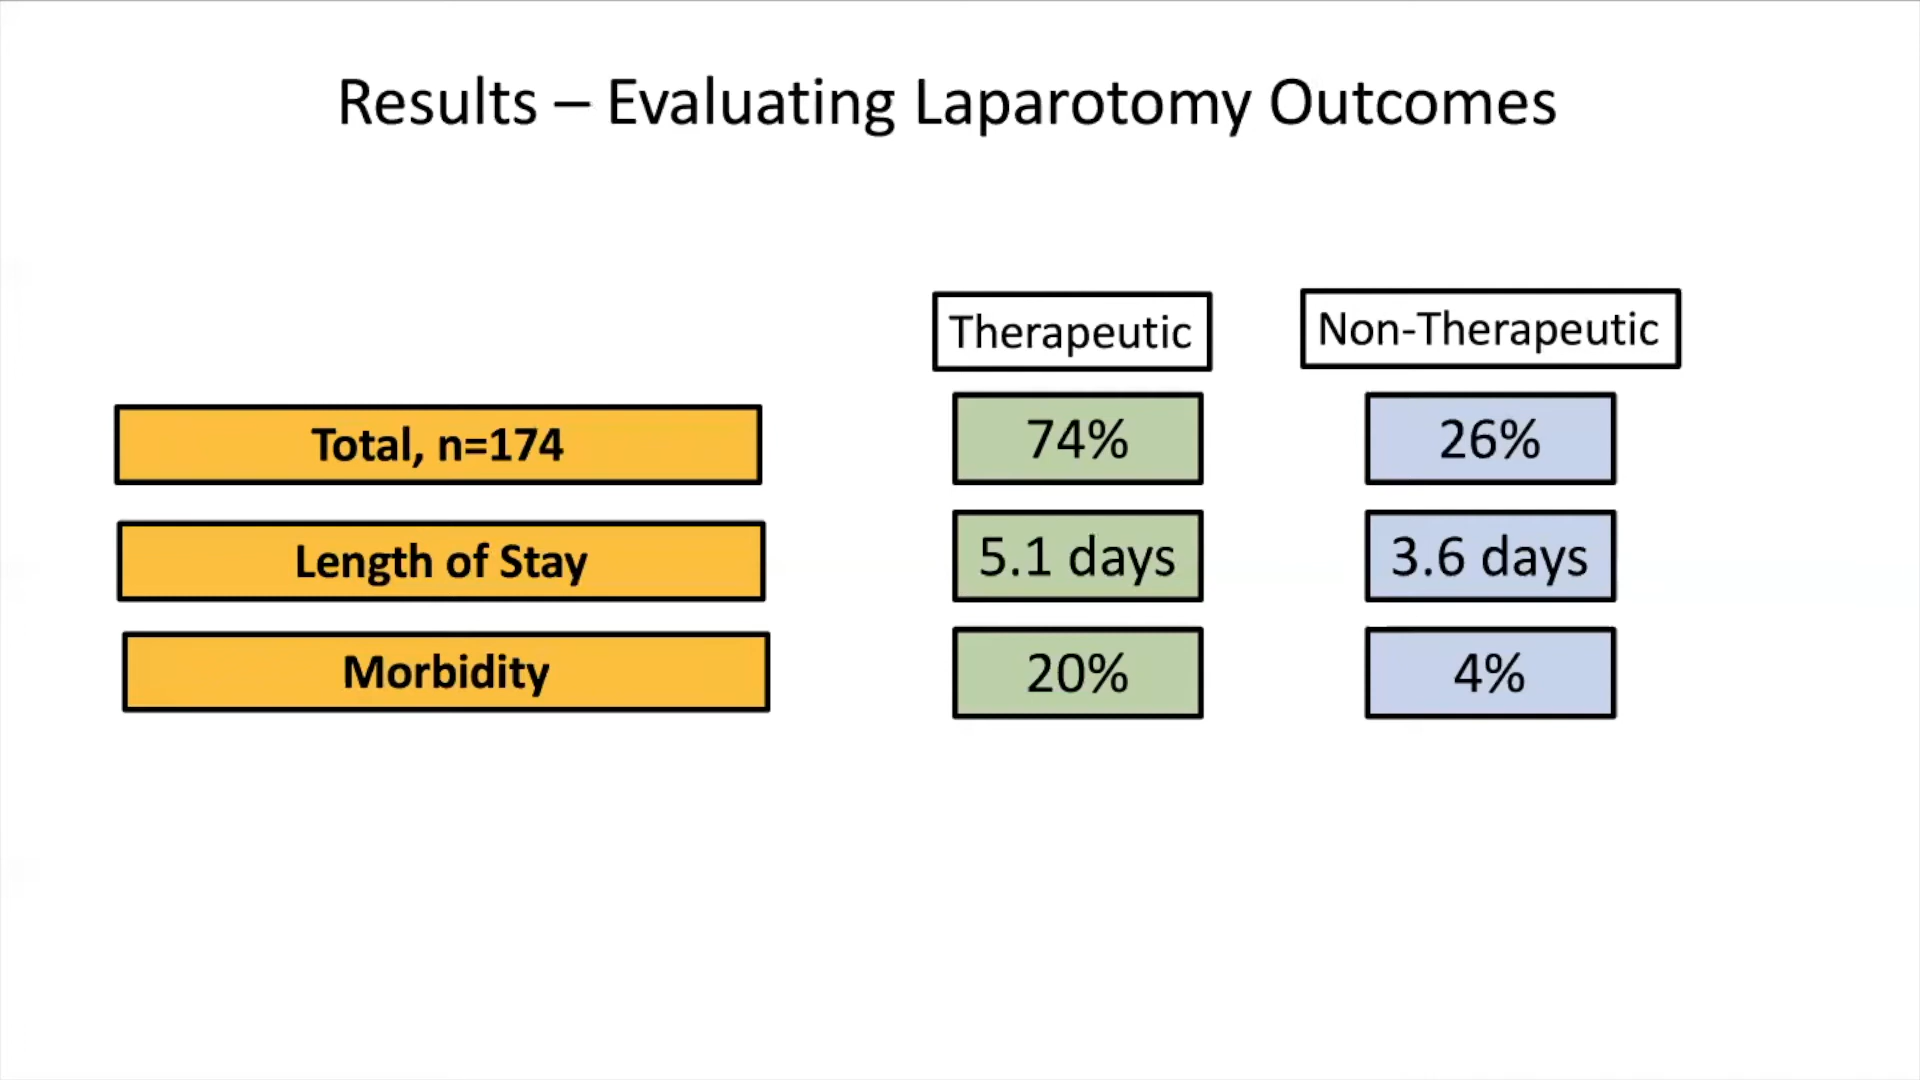 Results – Evaluating Laparotomy Outcomes
Therapeutic
Non-Therapeutic
Total, n=174
74%
26%
Length of Stay
5.1 days
3.6 days
Morbidity
20%
4%